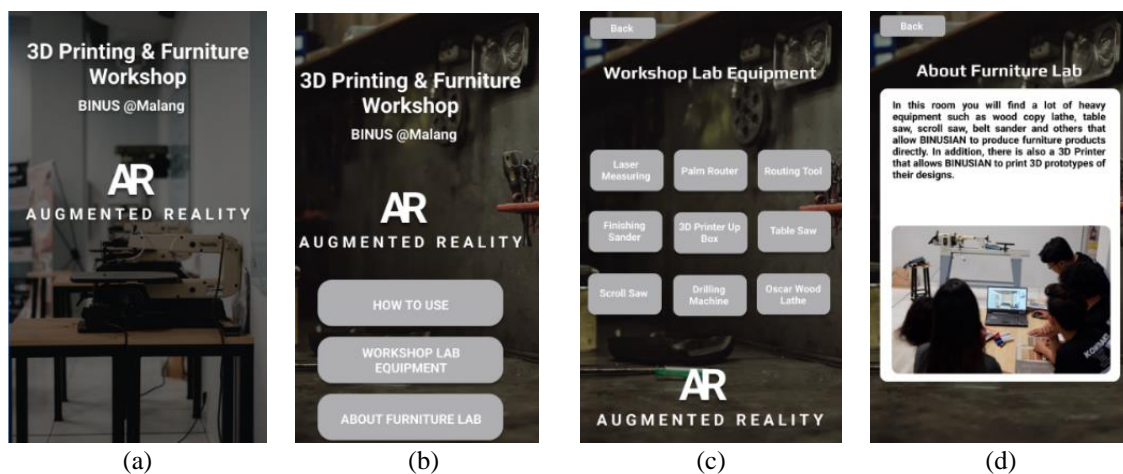 3D Printing & Furniture
Workshop
BINUS @Malang
AR
AUGMENTED REALITY
(a)
3D Printing & Furniture
Workshop
BINUS @Malang
AR
AUGMENTED REALITY
HOW TO USE
WORKSHOP LAB
EQUIPMENT
ABOUT FURNITURE LAB
(b)
Back
Workshop Lab Equipment
Laser
Measuring
Palm Router
Routing Tool
Finishing
Sander
3D Printer Up
Box
Table Saw
Scroll Saw
Drilling
Machine
Oscar Wood
Lathe
AR
AUGMENTED REALITY
(c)
Back
About Furniture Lab
In this room you will find a lot of heavy
equipment such as wood copy lathe, table
saw, scroll saw, belt sander and others that
allow BINUSIAN to produce furniture products
directly. In addition, there is also a 3D Printer
that allows BINUSIAN to print 3D prototypes of
their designs.
(d)